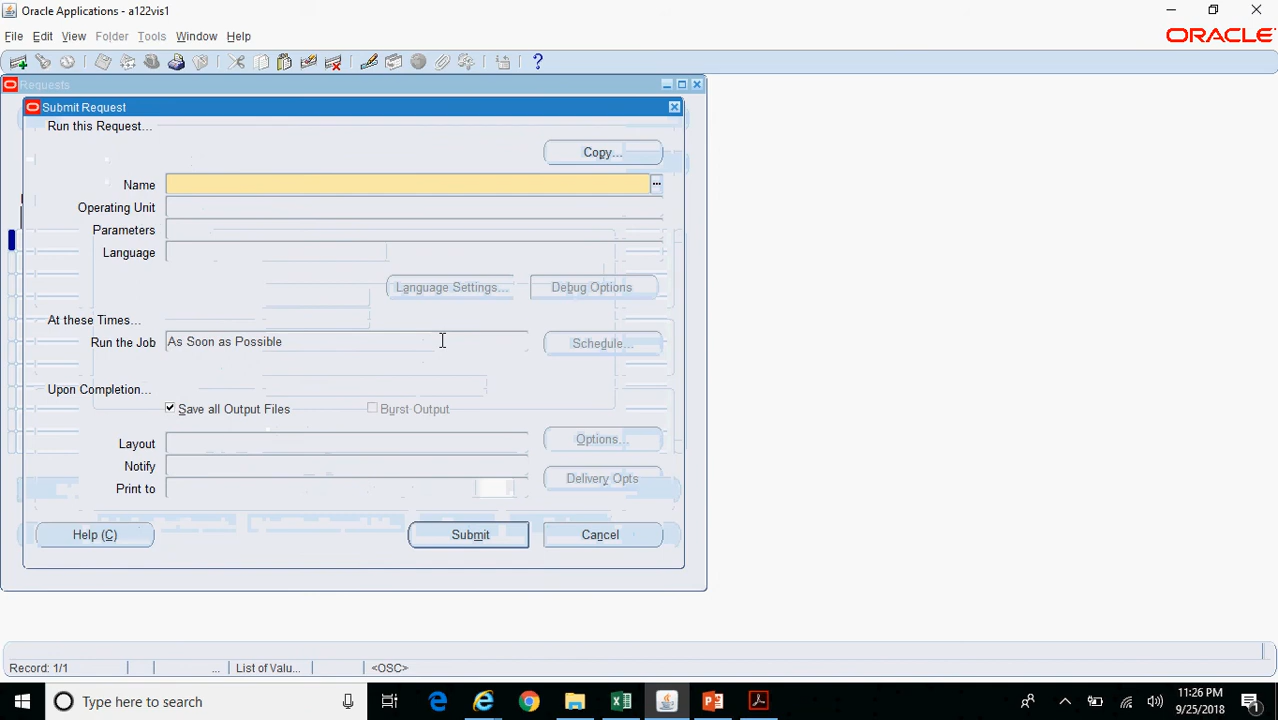 Oracle Applications - a122vis1
File Edit View Folder Tools Window Help
ORACLE
Requests
Submit Request
Run this Request...
Copy...
Name
Operating Unit
Parameters
Language
Language Settings...
Debug Options
At these Times...
Run the Job
As Soon as Possible
Schedule...
Upon Completion...
Save all Output Files
Burst Output
Layout
Options...
Notify
Delivery Opts
Print to
Help (C)
Submit
Cancel
Record: 1/1
...
List of Valu...
<OSC>
Type here to search
11:26 PM
9/25/2018
1